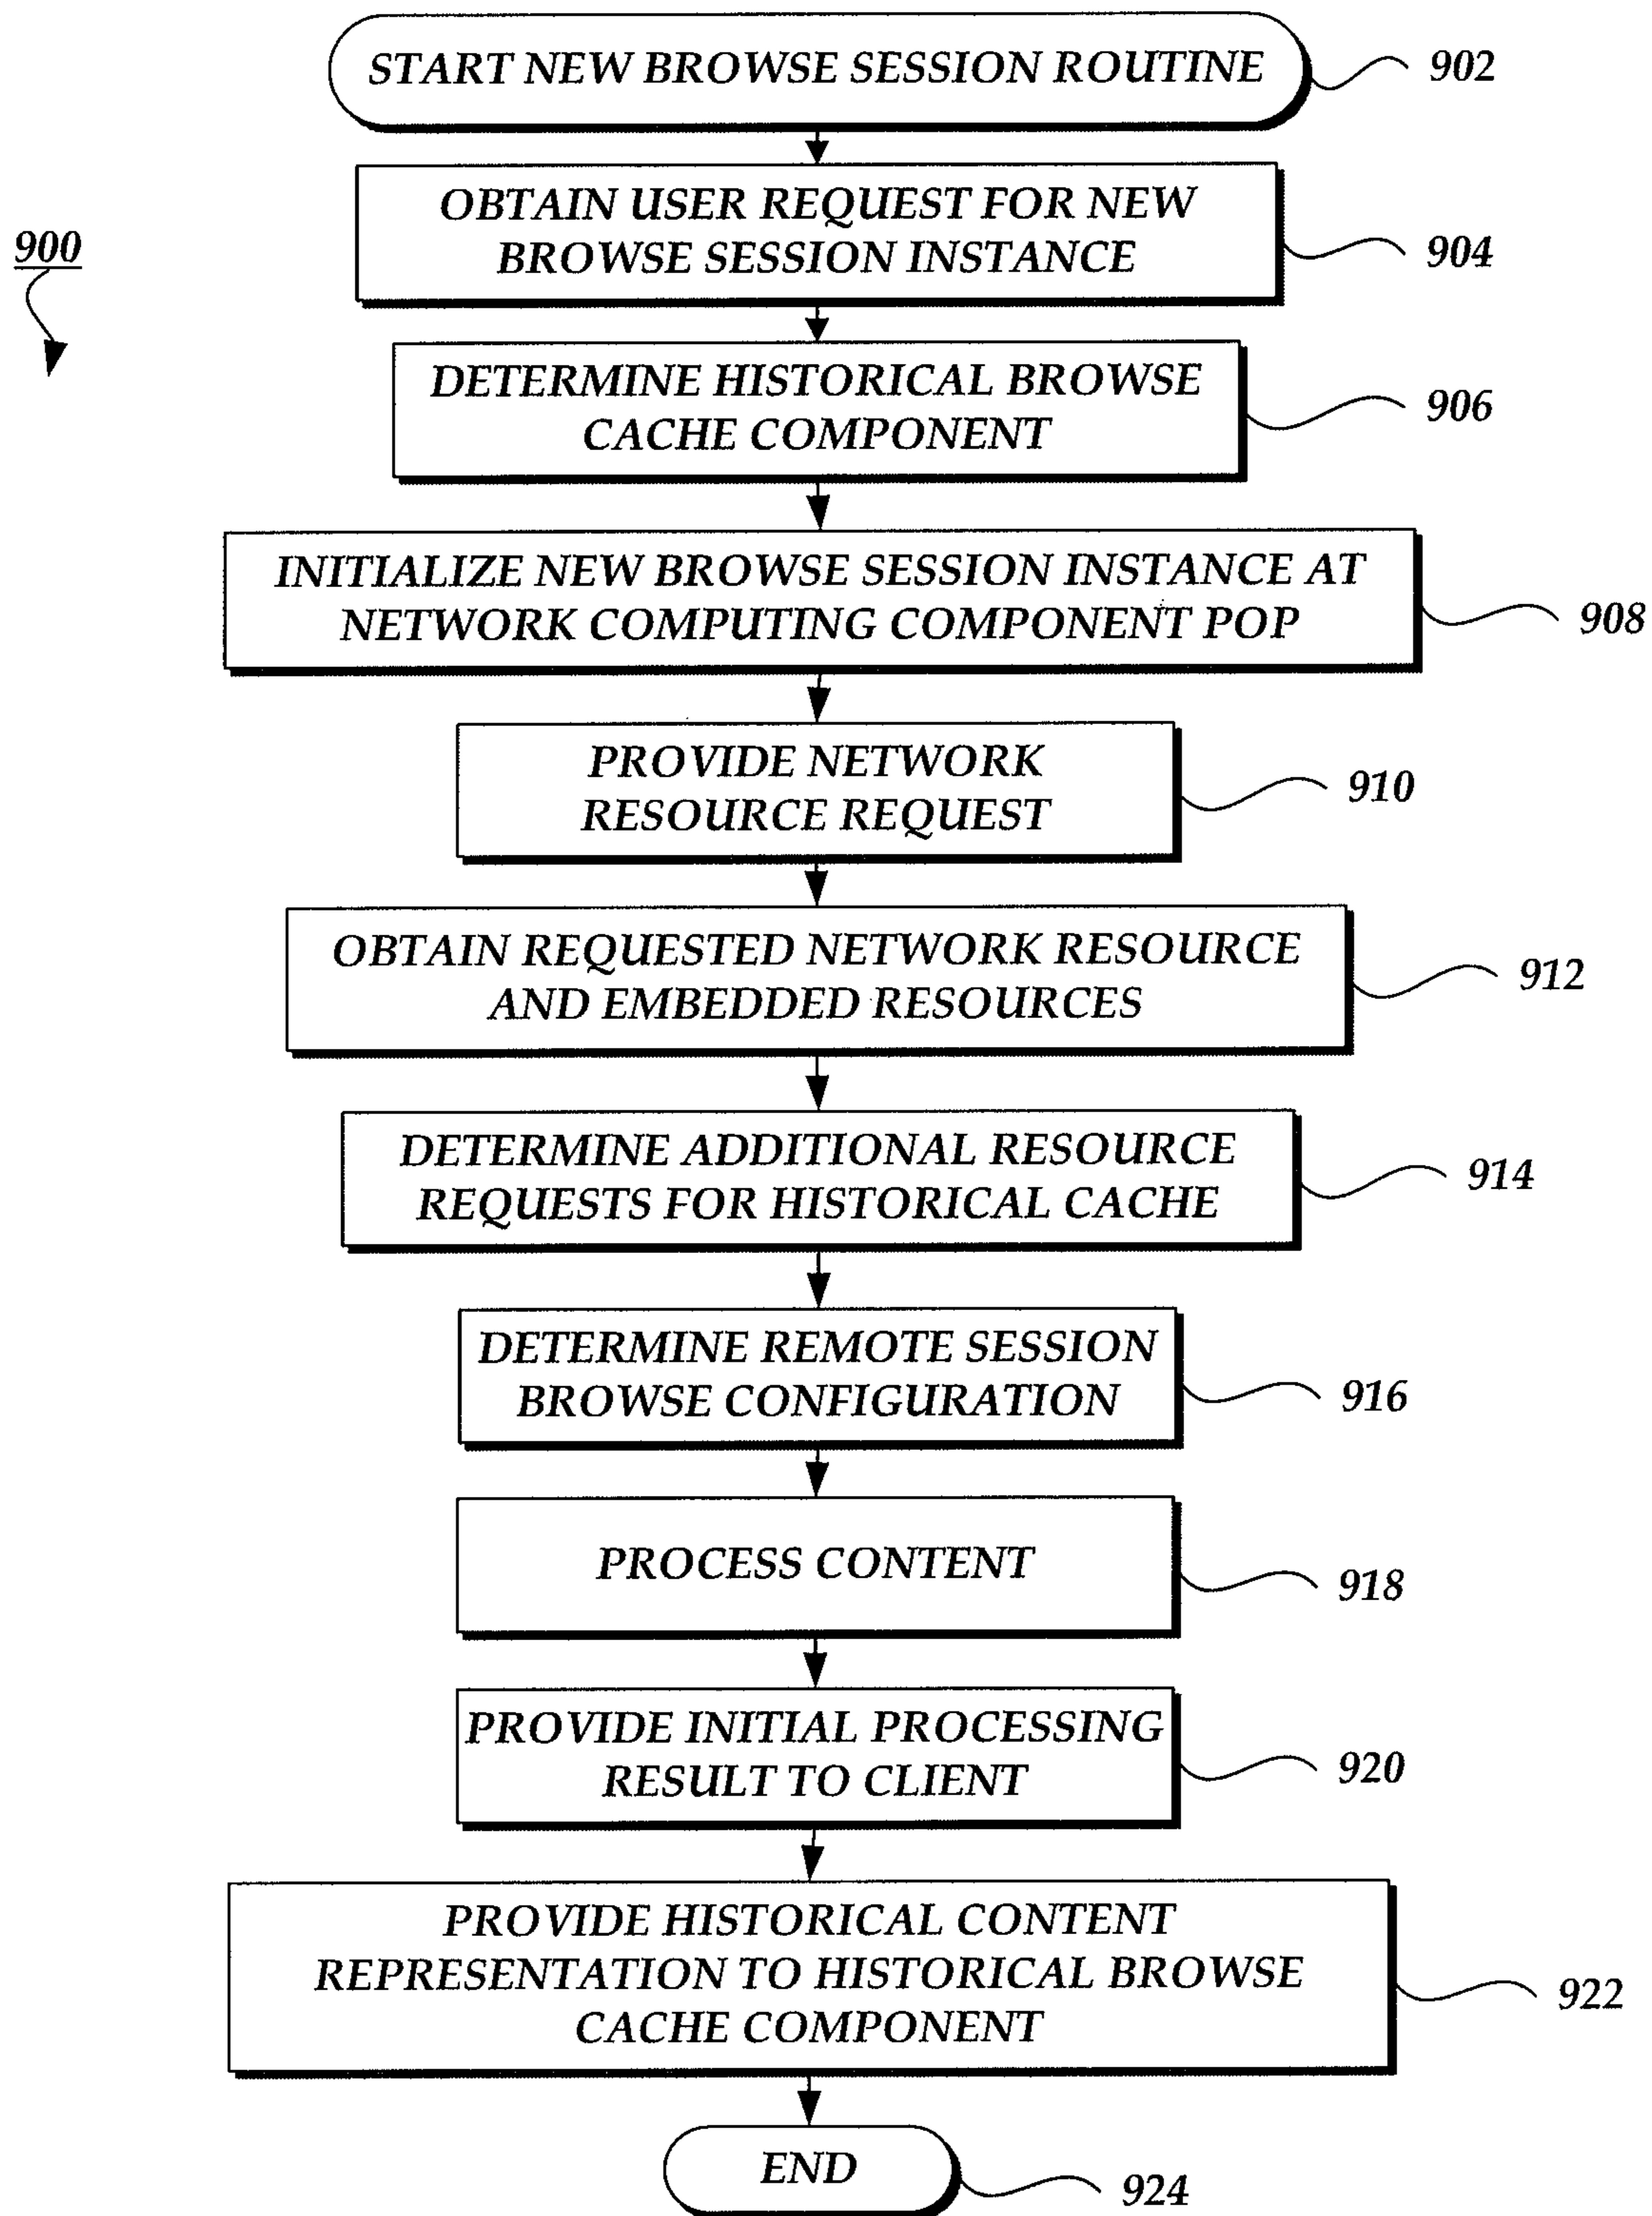 START NEW BROWSE SESSION ROUTINE
902
OBTAIN USER REQUEST FOR NEW
BROWSE SESSION INSTANCE
904
900
DETERMINE HISTORICAL BROWSE
CACHE COMPONENT
906
INITIALIZE NEW BROWSE SESSION INSTANCE AT
NETWORK COMPUTING COMPONENT POP
908
PROVIDE NETWORK
RESOURCE REQUEST
910
OBTAIN REQUESTED NETWORK RESOURCE
AND EMBEDDED RESOURCES
912
DETERMINE ADDITIONAL RESOURCE
REQUESTS FOR HISTORICAL CACHE
914
DETERMINE REMOTE SESSION
BROWSE CONFIGURATION
916
PROCESS CONTENT
918
PROVIDE INITIAL PROCESSING
RESULT TO CLIENT
920
PROVIDE HISTORICAL CONTENT
REPRESENTATION TO HISTORICAL BROWSE
CACHE COMPONENT
922
END
924